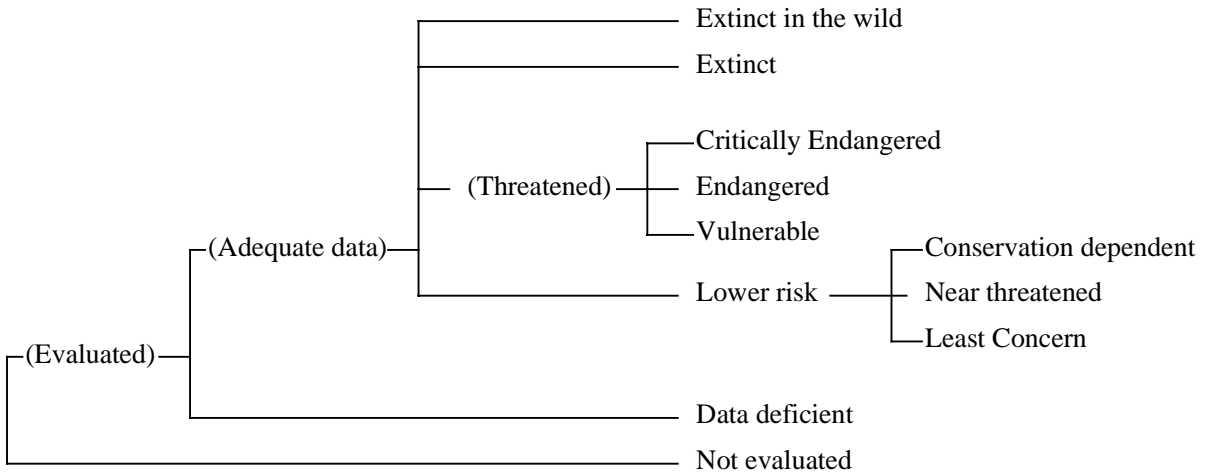 Extinct in the wild
Extinct
Critically Endangered
(Threatened)
Endangered
Vulnerable
(Adequate data)
Conservation dependent
Lower risk
Near threatened
Least Concern
(Evaluated)
Data deficient
Not evaluated